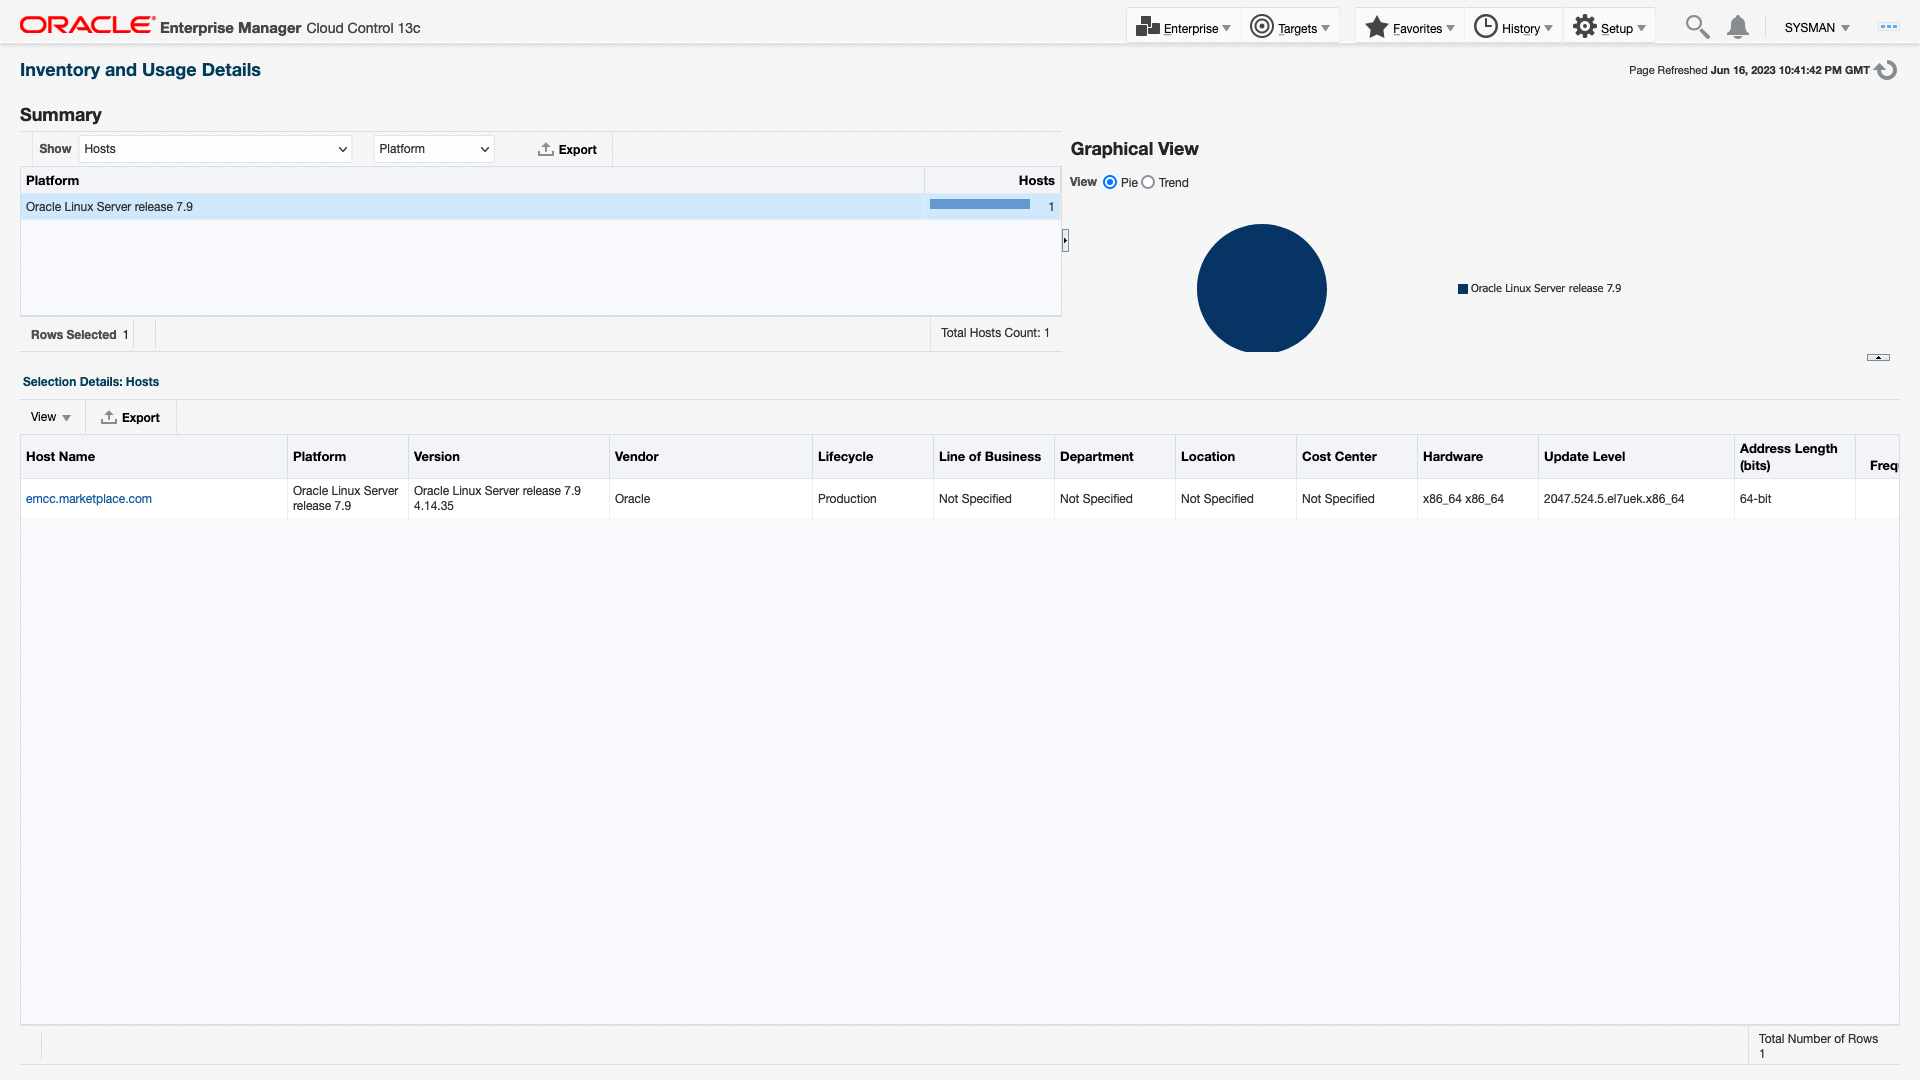 ORACLE Enterprise Manager Cloud Control 13c
Enterprise Targets Favorites History Setup SYSMAN
Inventory and Usage Details
Page Refreshed Jun 16, 2023 10:41:42 PM GMT
Summary
Show Hosts Platform Export
Platform Hosts
Oracle Linux Server release 7.9 1
Rows Selected 1
Total Hosts Count: 1
Graphical View
View Pie Trend
Oracle Linux Server release 7.9
Selection Details: Hosts
View Export
Host Name Platform Version Vendor Lifecycle Line of Business Department Location Cost Center Hardware Update Level Address Length (bits)
emcc.marketplace.com Oracle Linux Server release 7.9 Oracle Linux Server release 7.9 4.14.35 Oracle Production Not Specified Not Specified Not Specified Not Specified x86_64 x86_64 2047.524.5.el7uek.x86_64 64-bit
Total Number of Rows
1